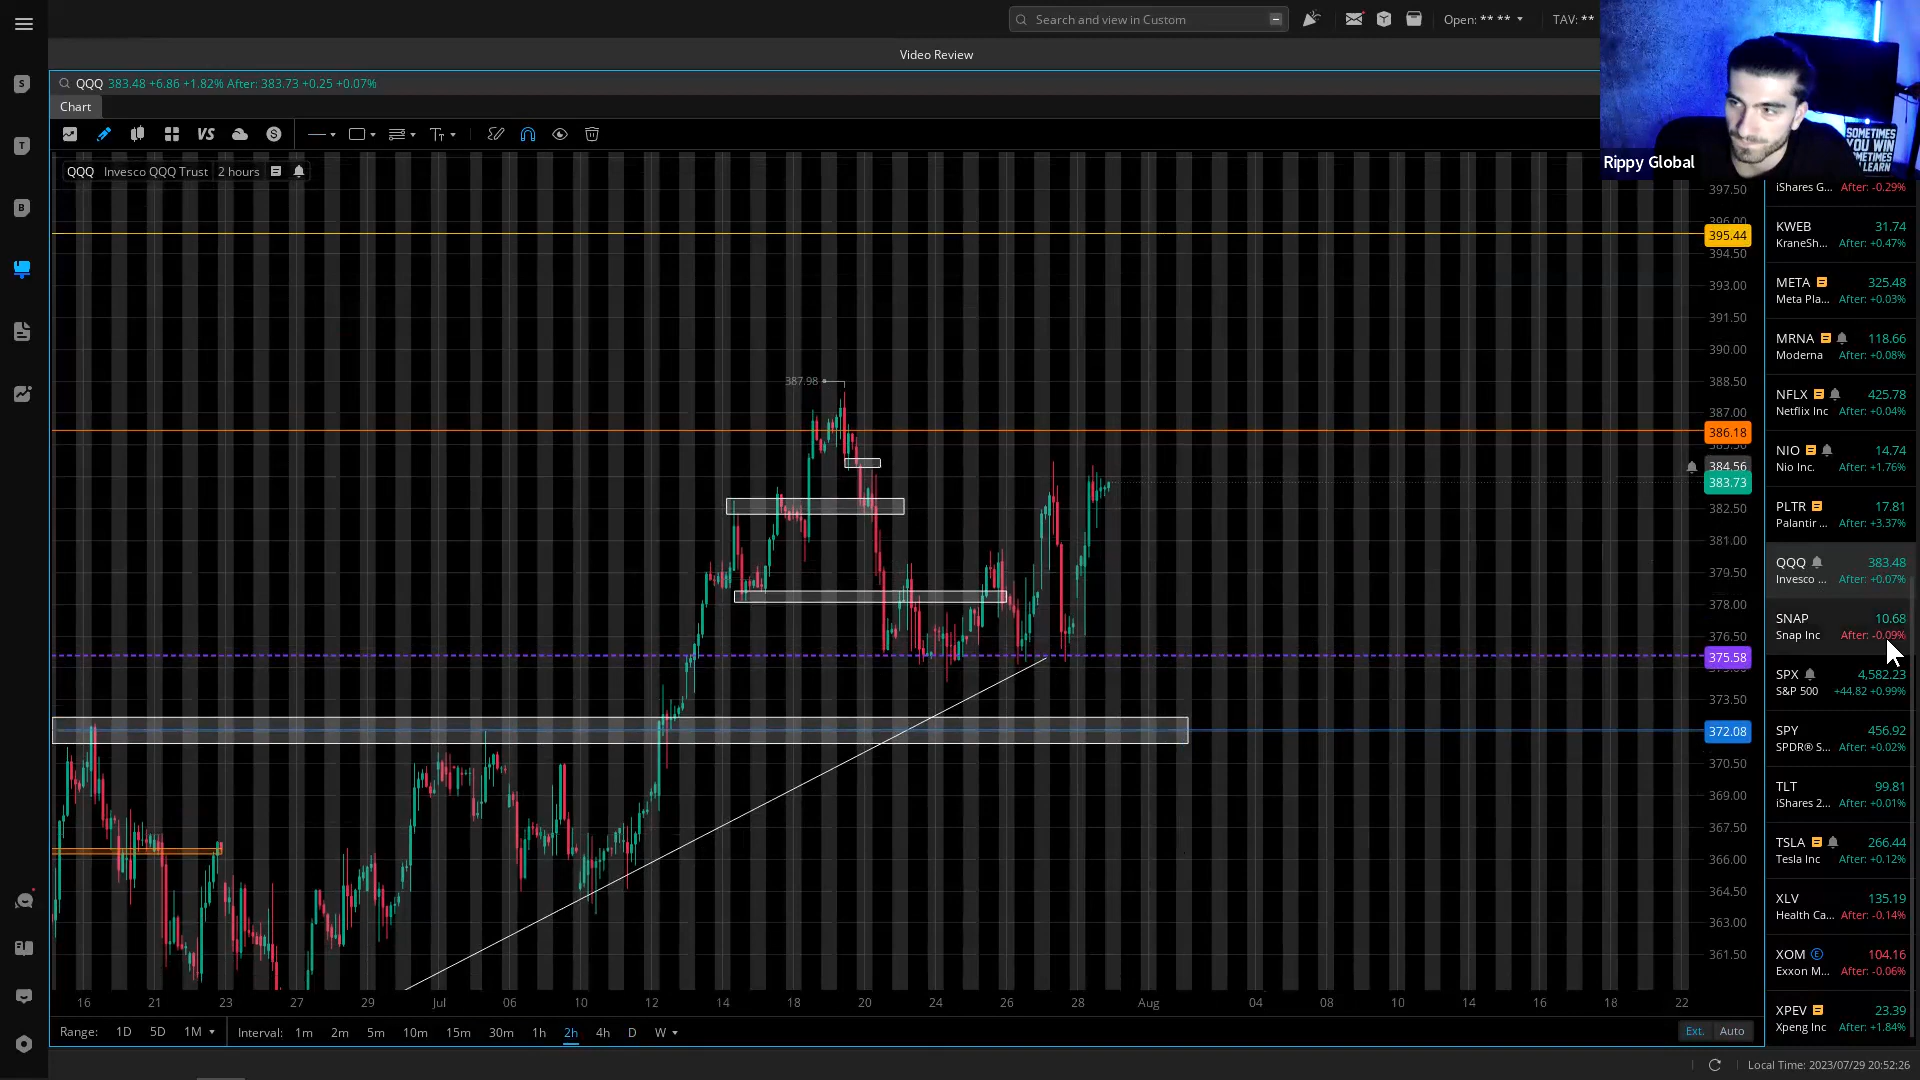 Search and view in Custom
Open: ** **
TAV: **
Video Review
QQQ 383.48 +6.86 +1.82% After: 383.73 +0.25 +0.07%
Chart
VS
QQQ Invesco QQQ Trust 2 hours
Rippy Global
SOMETIMES
YOU WIN
387.98
397.50
396.00
395.44
394.50
393.00
391.50
390.00
388.50
387.00
386.18
384.56
383.73
382.50
381.00
379.50
378.00
376.50
375.58
373.50
372.08
370.50
369.00
367.50
366.00
364.50
363.00
361.50
iShares G... After: -0.29%
KWEB 31.74
KraneSh... After: +0.47%
META 325.48
Meta Pla... After: +0.03%
MRNA 118.66
Moderna After: +0.08%
NFLX 425.78
Netflix Inc After: +0.04%
NIO 14.74
Nio Inc. After: +1.76%
PLTR 17.81
Palantir ... After: +3.37%
QQQ 383.48
Invesco ... After: +0.07%
SNAP 10.68
Snap Inc After: -0.09%
SPX 4,582.23
S&P 500 +44.82 +0.99%
SPY 456.92
SPDR® S... After: +0.02%
TLT 99.81
iShares 2... After: +0.01%
TSLA 266.44
Tesla Inc After: +0.12%
XLV 135.19
Health Ca... After: -0.14%
XOM 104.16
Exxon M... After: -0.06%
XPEV 23.39
Xpeng Inc After: +1.84%
16 21 23 27 29 Jul 06 10 12 14 18 20 24 26 28 Aug 04 08 10 14 16 18 22
Range: 1D 5D 1M Interval: 1m 2m 5m 10m 15m 30m 1h 2h 4h D W
Ext. Auto
Local Time: 2023/07/29 20:52:26